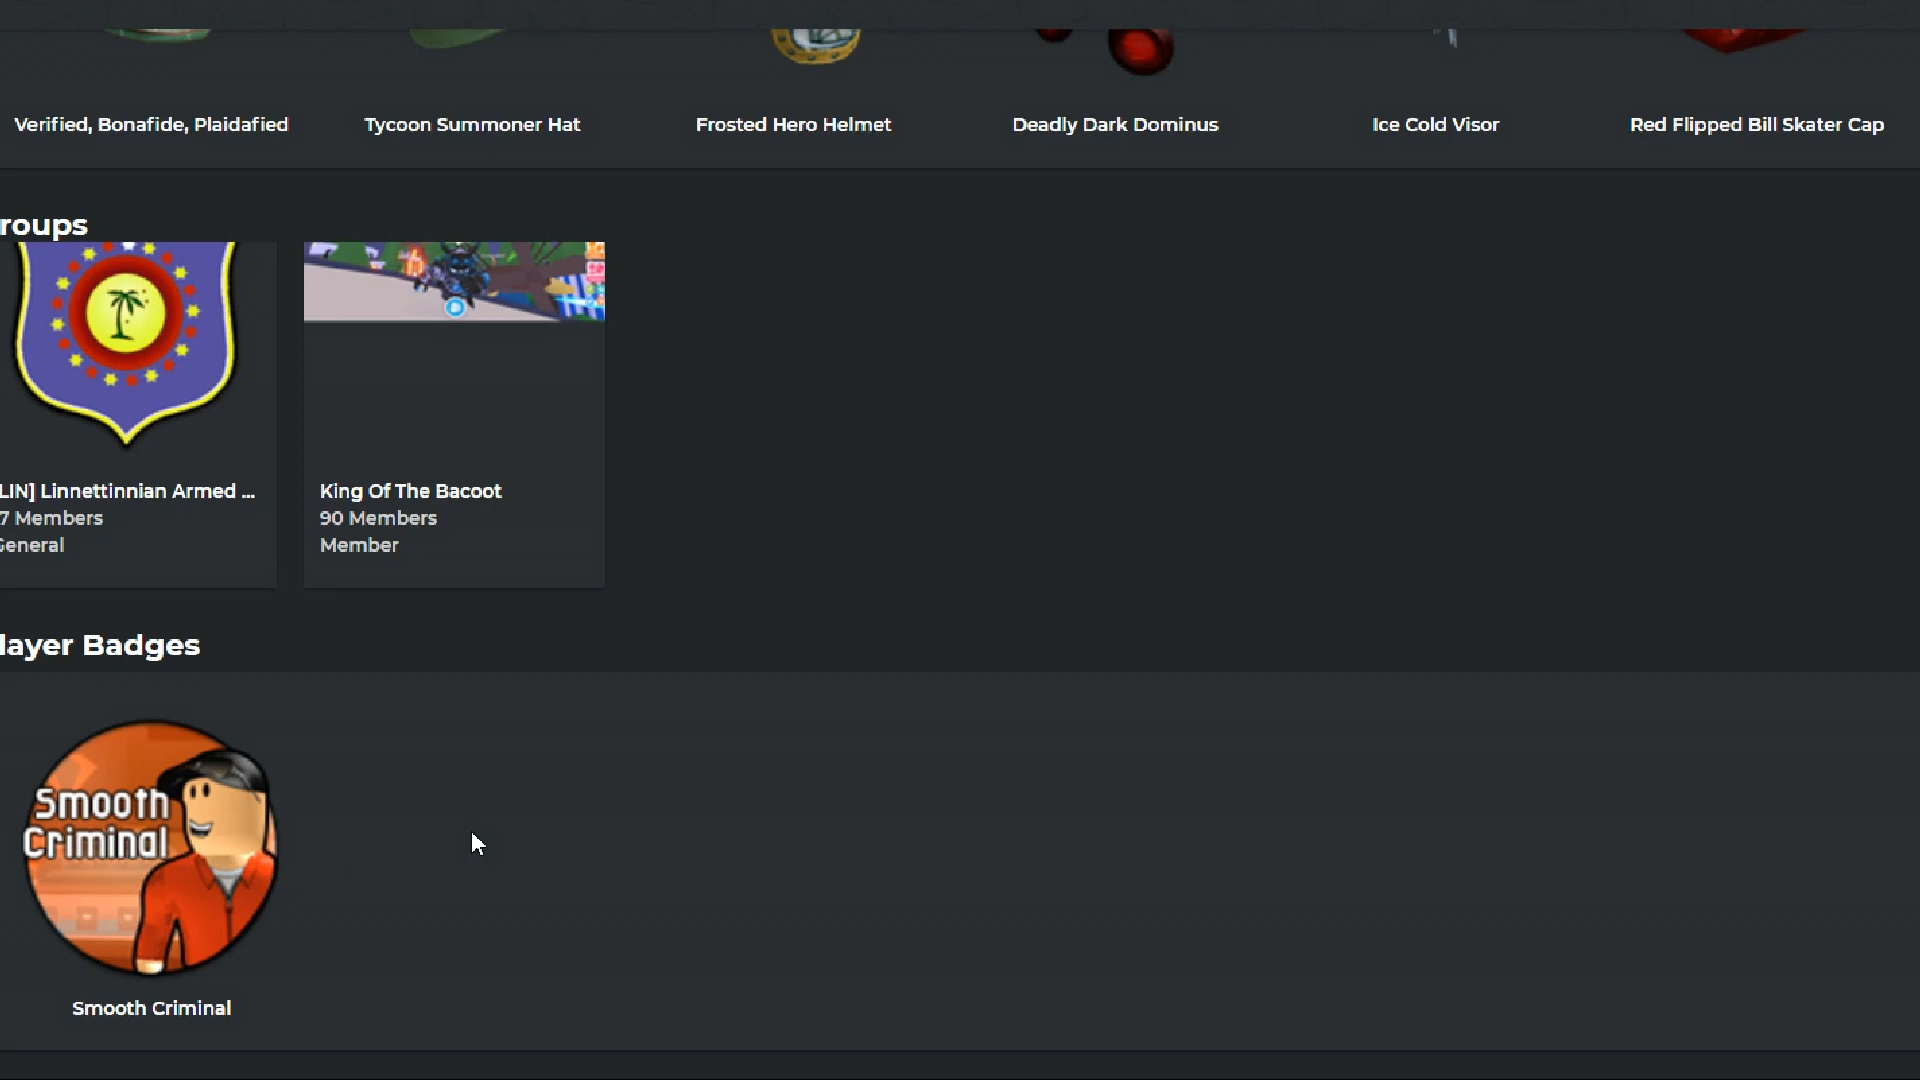 Verified, Bonafide, Plaidafied Tycoon Summoner Hat Frosted Hero Helmet Deadly Dark Dominus Ice Cold Visor Red Flipped Bill Skater Cap
roups
LIN] Linnettinnian Armed ... King Of The Bacoot
7 Members 90 Members
General Member
layer Badges
Smooth
Criminal
Smooth Criminal